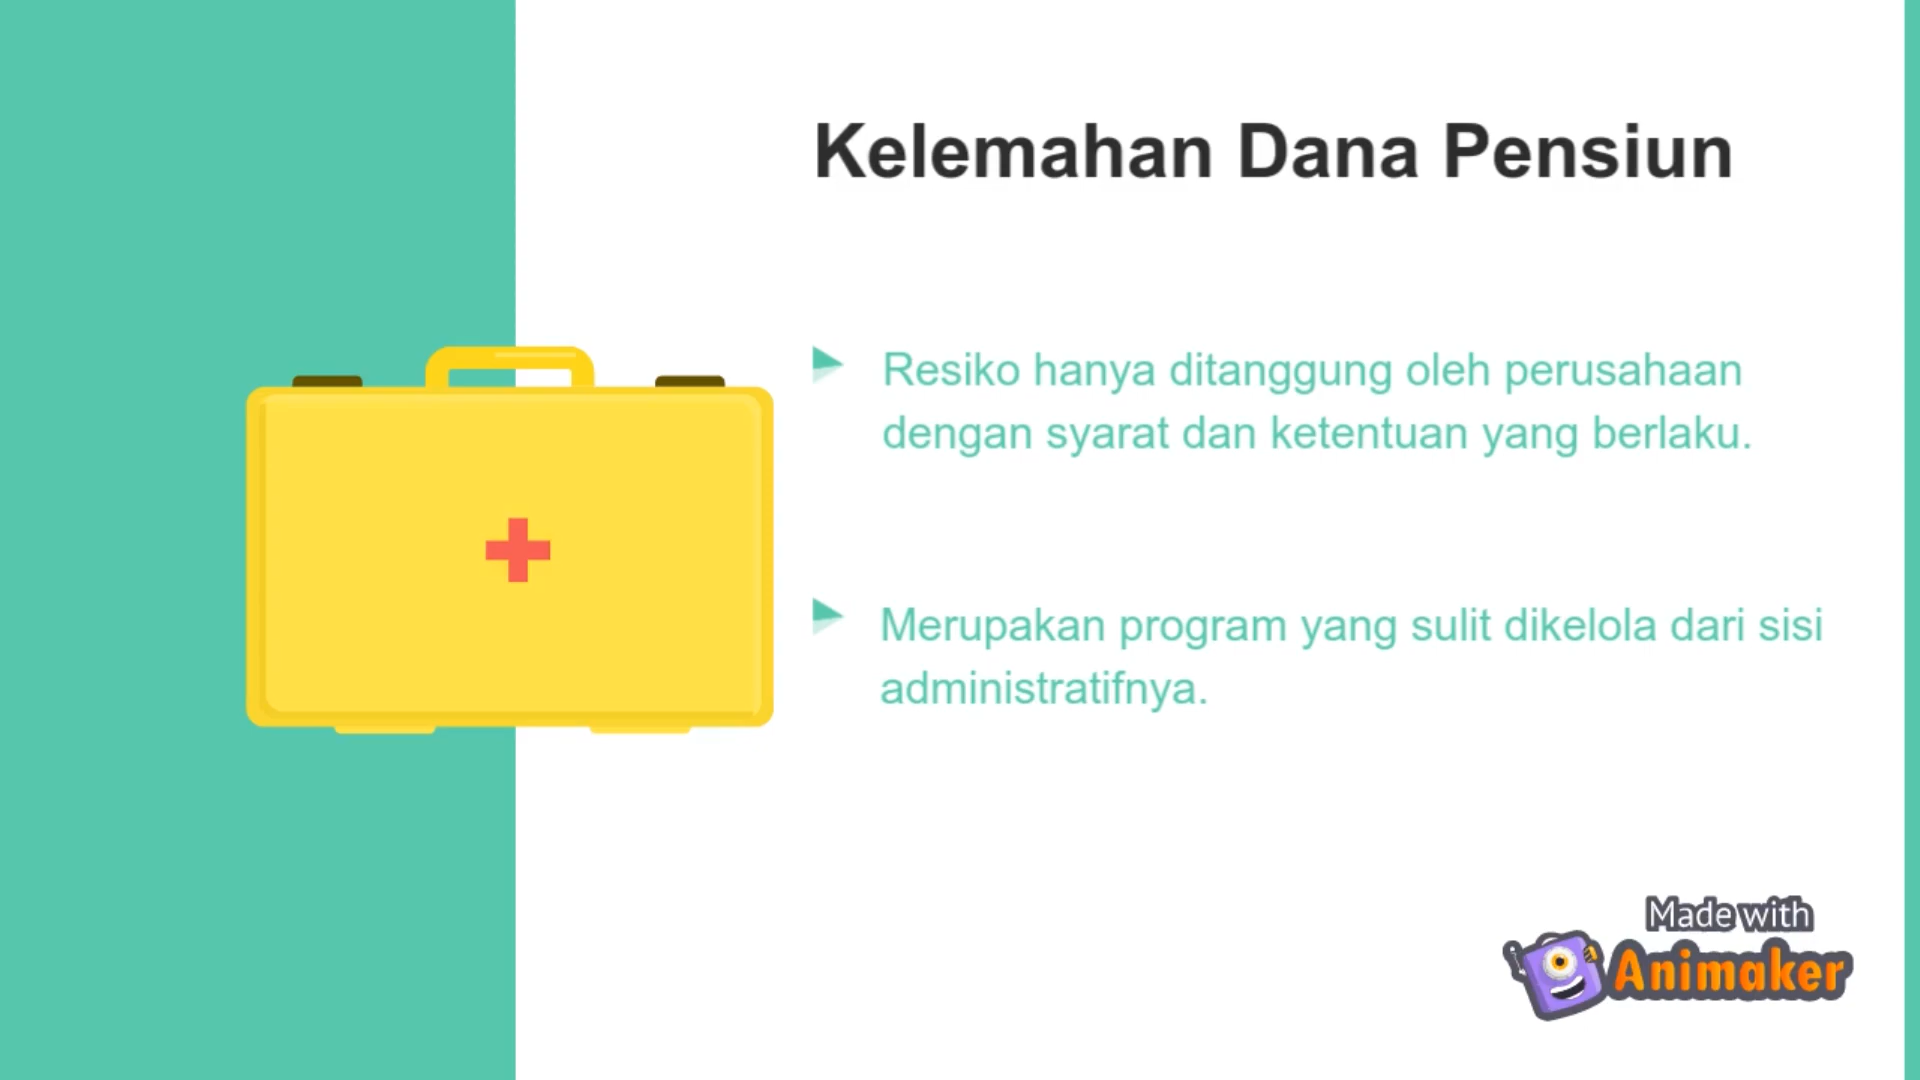 Kelemahan Dana Pensiun
Resiko hanya ditanggung oleh perusahaan
dengan syarat dan ketentuan yang berlaku.
Merupakan program yang sulit dikelola dari sisi
administratifnya.
Made with
Animaker